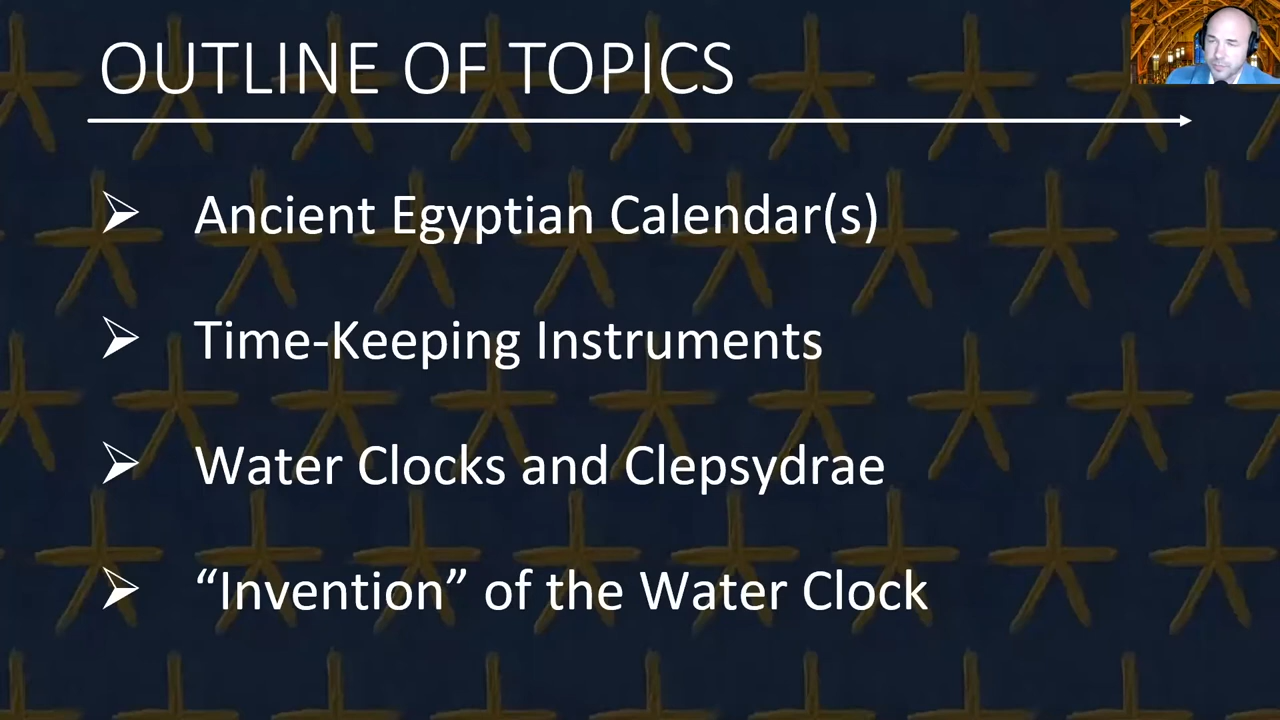 OUTLINE OF TOPICS
Ancient Egyptian Calendar(s)
Time-Keeping Instruments
Water Clocks and Clepsydrae
“Invention” of the Water Clock